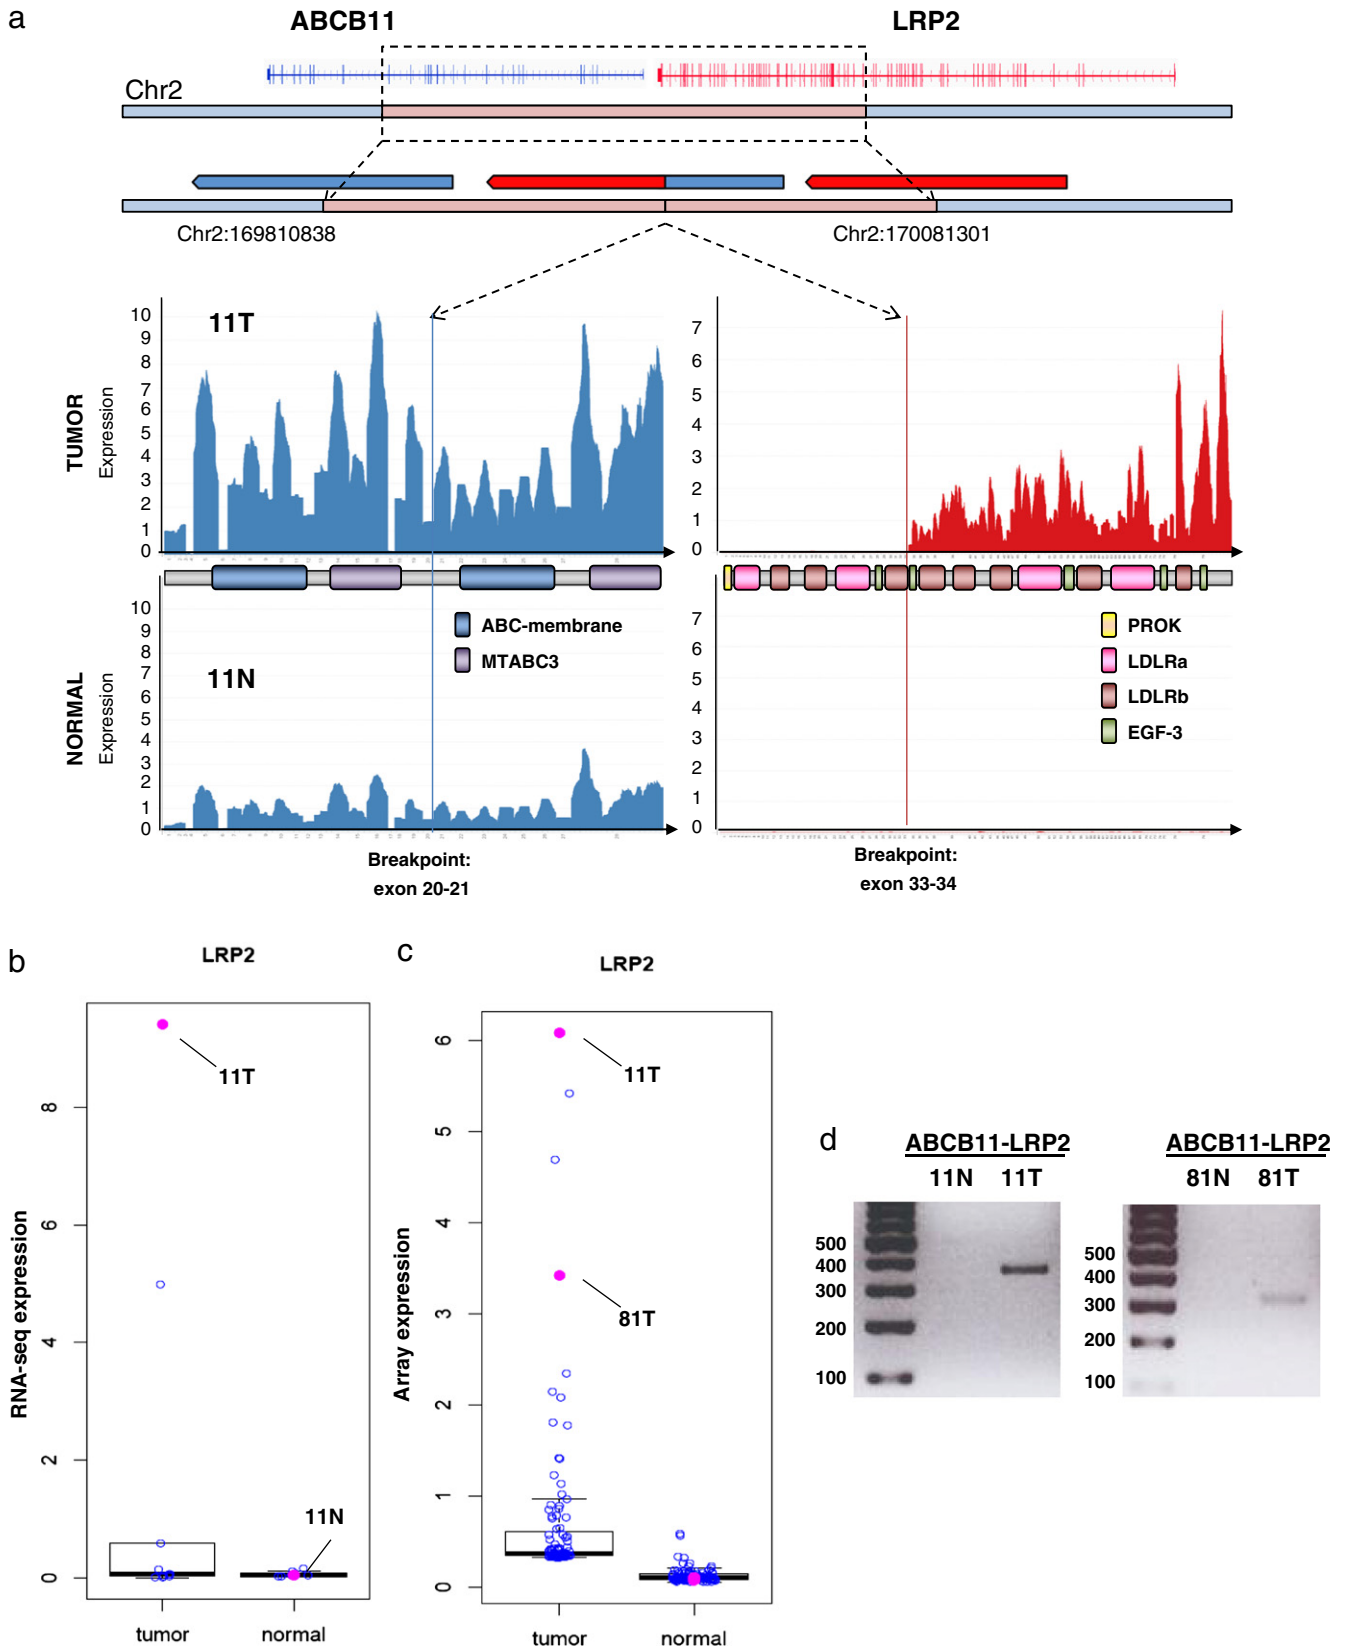 a
ABCB11
LRP2
Chr2
Chr2:169810838
Chr2:170081301
TUMOR
Expression
11T
10
9
8
7
6
5
4
3
2
1
0
7
6
5
4
3
2
1
0
NORMAL
Expression
11N
10
9
8
7
6
5
4
3
2
1
0
ABC-membrane
MTABC3
7
6
5
4
3
2
1
0
PROK
LDLRa
LDLRb
EGF-3
Breakpoint:
exon 20-21
Breakpoint:
exon 33-34
b
LRP2
RNA-seq expression
8
6
4
2
0
11T
11N
tumor
normal
c
LRP2
Array expression
6
5
4
3
2
1
0
11T
81T
tumor
normal
d
ABCB11-LRP2
11N 11T
500
400
300
200
100
ABCB11-LRP2
81N 81T
500
400
300
200
100